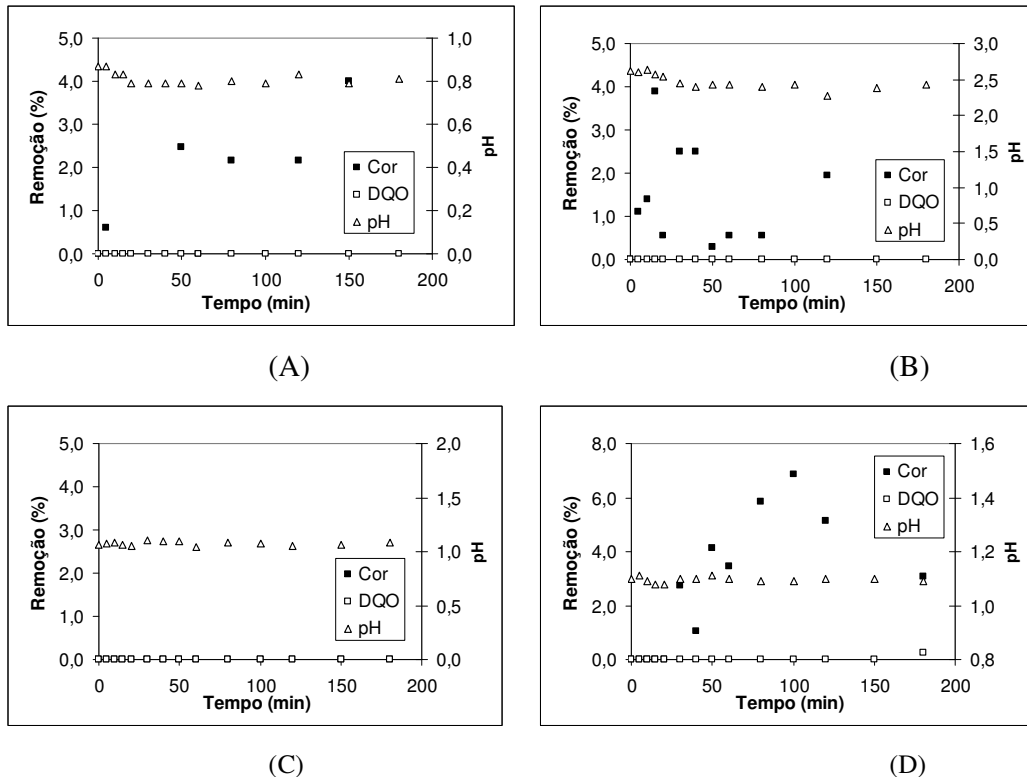 5,0
4,0
3,0
2,0
1,0
0,0
Remoção (%)
1,0
0,8
0,6
0,4
0,2
0,0
pH
Cor
DQO
pH
0 50 100 150 200
Tempo (min)
(A)
5,0
4,0
3,0
2,0
1,0
0,0
Remoção (%)
3,0
2,5
2,0
1,5
1,0
0,5
0,0
pH
Cor
DQO
pH
0 50 100 150 200
Tempo (min)
(B)
5,0
4,0
3,0
2,0
1,0
0,0
Remoção (%)
2,0
1,5
1,0
0,5
0,0
pH
Cor
DQO
pH
0 50 100 150 200
Tempo (min)
(C)
8,0
6,0
4,0
2,0
0,0
Remoção (%)
1,6
1,4
1,2
1,0
0,8
pH
Cor
DQO
pH
0 50 100 150 200
Tempo (min)
(D)